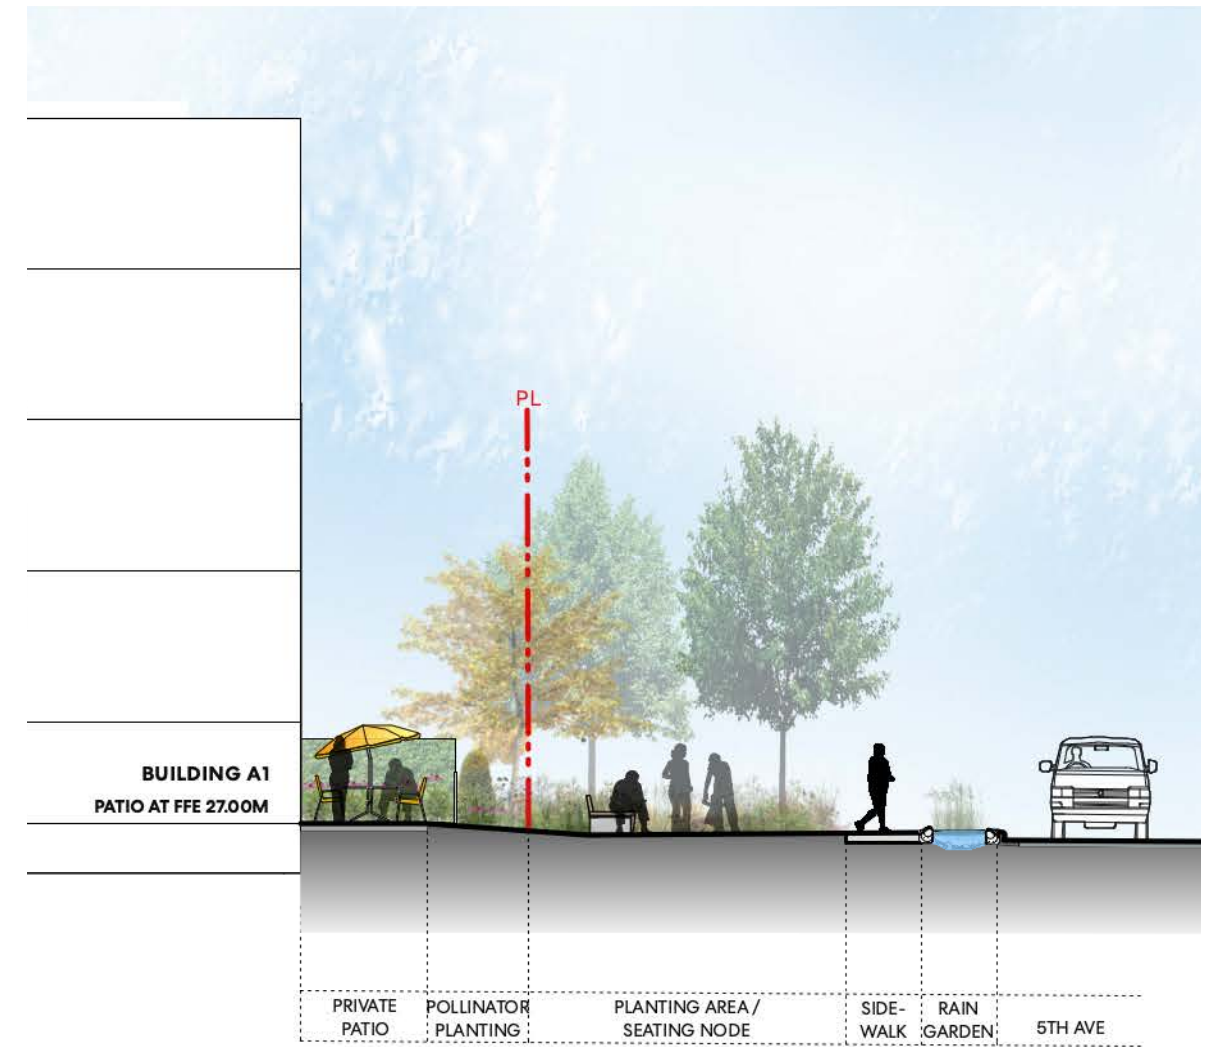 PL
BUILDING A1
PATIO AT FFE 27.00M
PRIVATE
PATIO
POLLINATOR
PLANTING
PLANTING AREA /
SEATING NODE
SIDE-
WALK
RAIN
GARDEN
5TH AVE